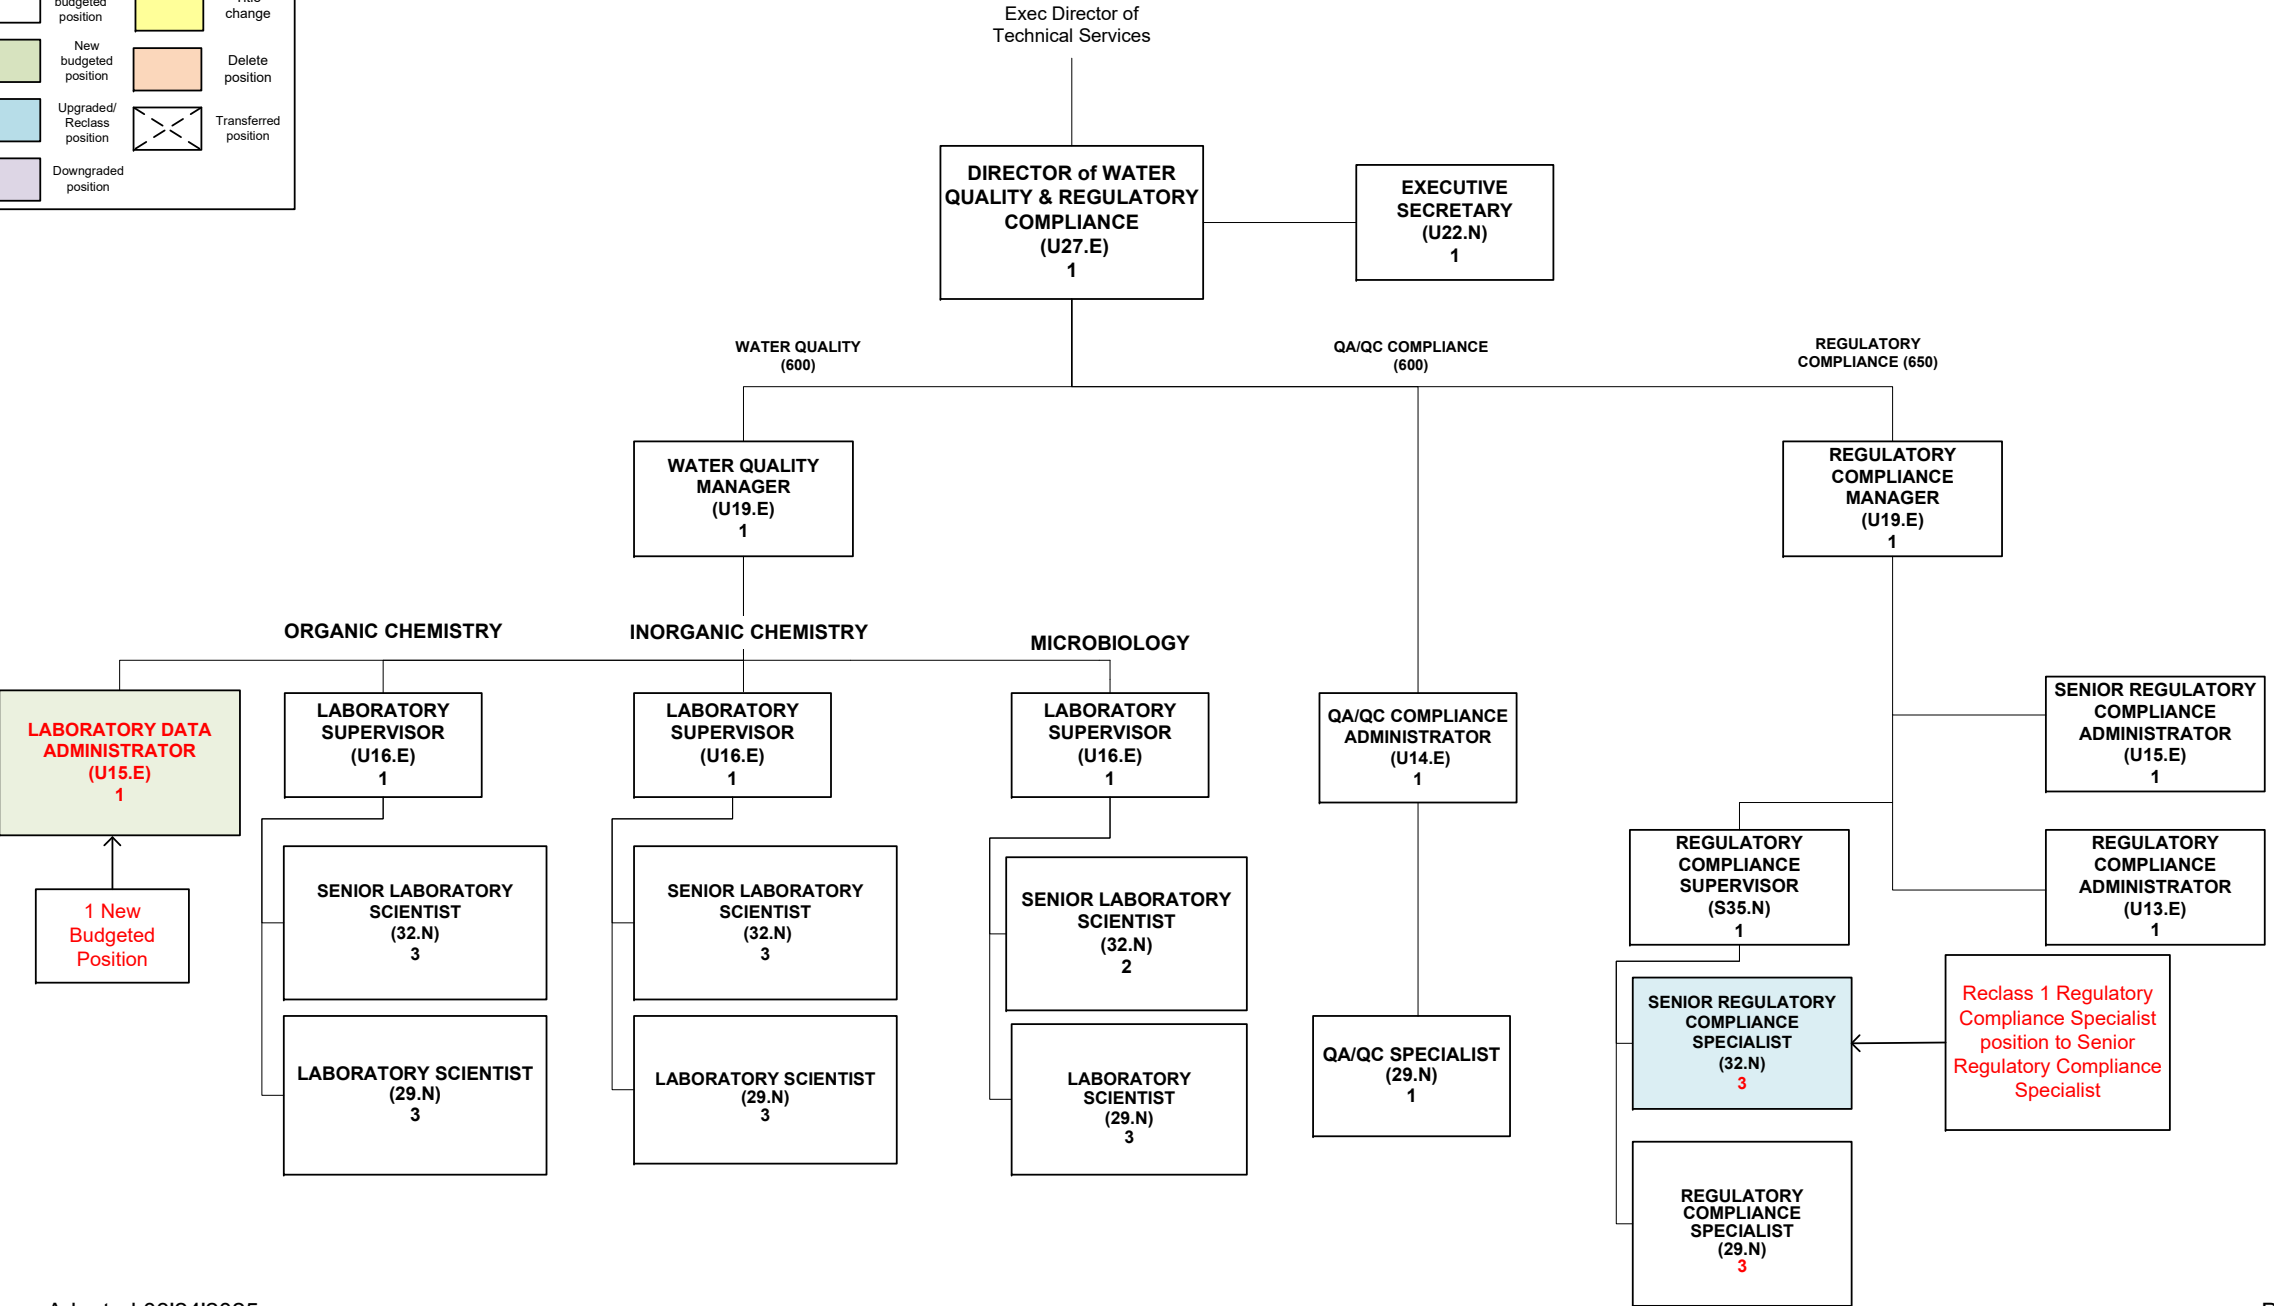 budgeted
position
change
New
budgeted
position
Delete
position
Upgraded/
Reclass
position
Transferred
position
Downgraded
position
Exec Director of
Technical Services
DIRECTOR of WATER
QUALITY & REGULATORY
COMPLIANCE
(U27.E)
1
EXECUTIVE
SECRETARY
(U22.N)
1
WATER QUALITY
(600)
QA/QC COMPLIANCE
(600)
REGULATORY
COMPLIANCE (650)
WATER QUALITY
MANAGER
(U19.E)
1
REGULATORY
COMPLIANCE
MANAGER
(U19.E)
1
ORGANIC CHEMISTRY
INORGANIC CHEMISTRY
MICROBIOLOGY
LABORATORY DATA
ADMINISTRATOR
(U15.E)
1
LABORATORY
SUPERVISOR
(U16.E)
1
LABORATORY
SUPERVISOR
(U16.E)
1
LABORATORY
SUPERVISOR
(U16.E)
1
QA/QC COMPLIANCE
ADMINISTRATOR
(U14.E)
1
SENIOR REGULATORY
COMPLIANCE
ADMINISTRATOR
(U15.E)
1
1 New
Budgeted
Position
SENIOR LABORATORY
SCIENTIST
(32.N)
3
SENIOR LABORATORY
SCIENTIST
(32.N)
3
SENIOR LABORATORY
SCIENTIST
(32.N)
2
REGULATORY
COMPLIANCE
SUPERVISOR
(S35.N)
1
REGULATORY
COMPLIANCE
ADMINISTRATOR
(U13.E)
1
LABORATORY SCIENTIST
(29.N)
3
LABORATORY SCIENTIST
(29.N)
3
LABORATORY
SCIENTIST
(29.N)
3
QA/QC SPECIALIST
(29.N)
1
SENIOR REGULATORY
COMPLIANCE
SPECIALIST
(32.N)
3
Reclass 1 Regulatory
Compliance Specialist
position to Senior
Regulatory Compliance
Specialist
REGULATORY
COMPLIANCE
SPECIALIST
(29.N)
3